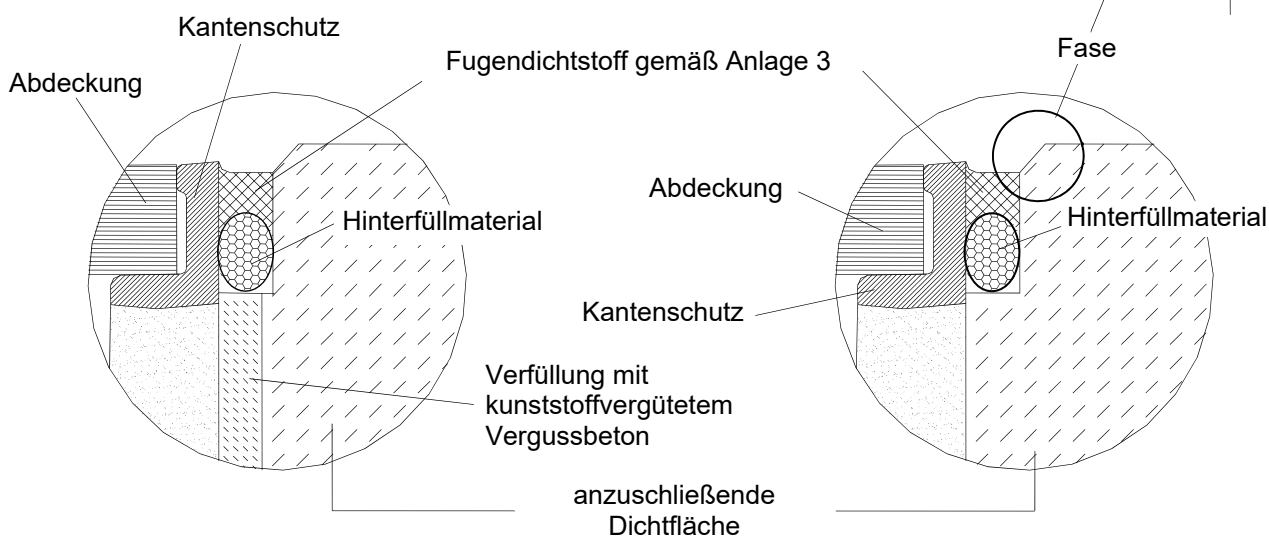 Kantenschutz
Fase
Fugendichtstoff gemäß Anlage 3
Abdeckung
Abdeckung
Hinterfüllmaterial
Hinterfüllmaterial
Kantenschutz
Verfüllung mit
kunststoffvergütetem
Vergussbeton
anzuschließende
Dichtfläche